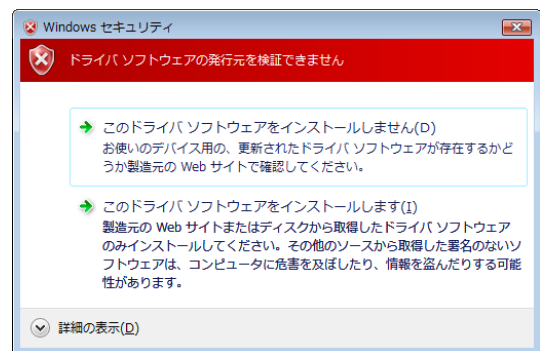 Windows セキュリティ
ドライバ ソフトウェアの発行元を検証できません
このドライバ ソフトウェアをインストールしません(D)
お使いのデバイス用の、更新されたドライバ ソフトウェアが存在するかど
うか製造元の Web サイトで確認してください。
このドライバ ソフトウェアをインストールします(I)
製造元の Web サイトまたはディスクから取得したドライバ ソフトウェア
のみインストールしてください。その他のソースから取得した署名のないソ
フトウェアは、コンピュータに危害を及ぼしたり、情報を盗んだりする可能
性があります。
詳細の表示(D)